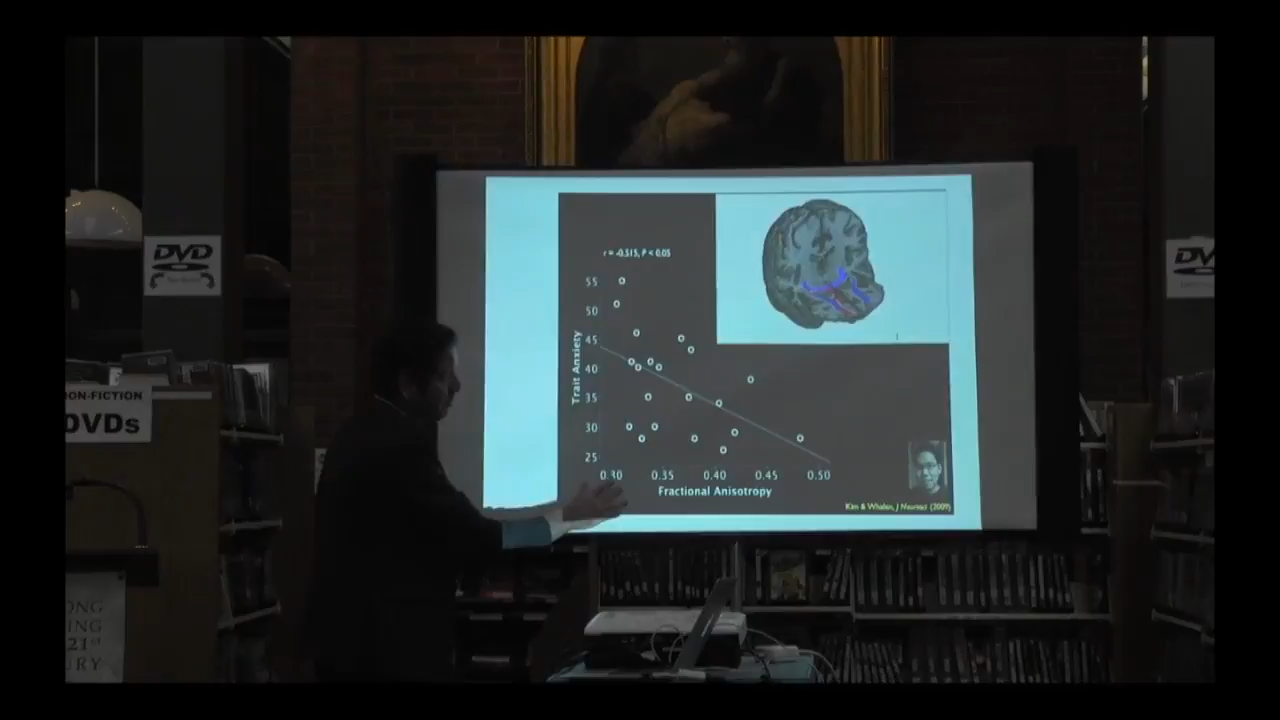 DVD
DV
NON-FICTION
DVDs
r = -0.515, P < 0.05
Trait Anxiety
55
50
45
40
35
30
25
0.30
0.35
0.40
0.45
0.50
Fractional Anisotropy
Kim & Whalen, J Neurosci (2009)
ONG
ING
21st
URY